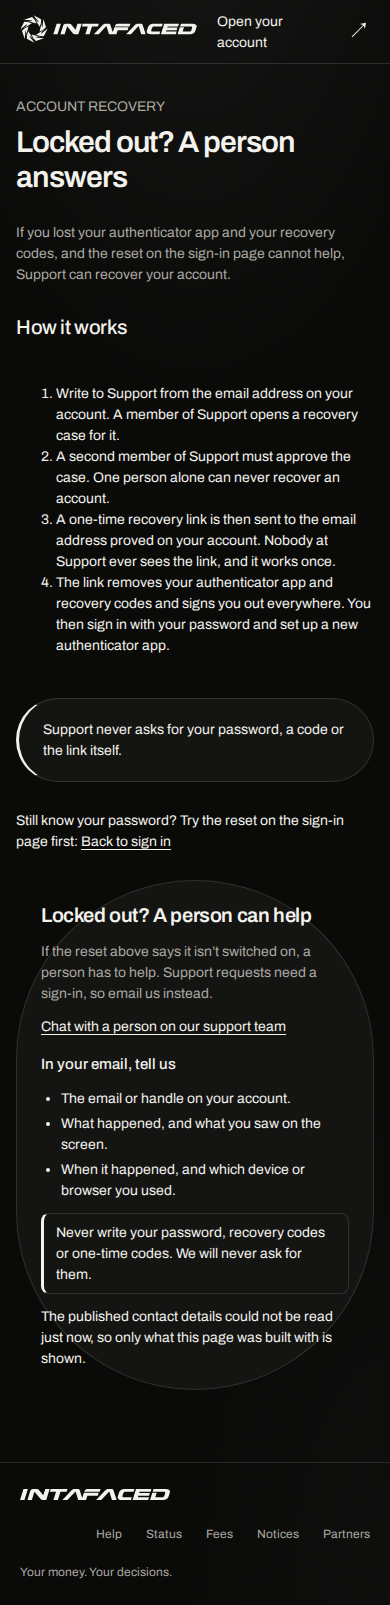 INTAFACED
Open your
account
ACCOUNT RECOVERY
Locked out? A person
answers
If you lost your authenticator app and your recovery
codes, and the reset on the sign-in page cannot help,
Support can recover your account.
How it works
1. Write to Support from the email address on your
account. A member of Support opens a recovery
case for it.
2. A second member of Support must approve the
case. One person alone can never recover an
account.
3. A one-time recovery link is then sent to the email
address proved on your account. Nobody at
Support ever sees the link, and it works once.
4. The link removes your authenticator app and
recovery codes and signs you out everywhere. You
then sign in with your password and set up a new
authenticator app.
Support never asks for your password, a code or
the link itself.
Still know your password? Try the reset on the sign-in
page first: Back to sign in
Locked out? A person can help
If the reset above says it isn't switched on, a
person has to help. Support requests need a
sign-in, so email us instead.
Chat with a person on our support team
In your email, tell us
• The email or handle on your account.
• What happened, and what you saw on the
screen.
• When it happened, and which device or
browser you used.
Never write your password, recovery codes
or one-time codes. We will never ask for
them.
The published contact details could not be read
just now, so only what this page was built with is
shown.
INTAFACED
Help Status Fees Notices Partners
Your money. Your decisions.